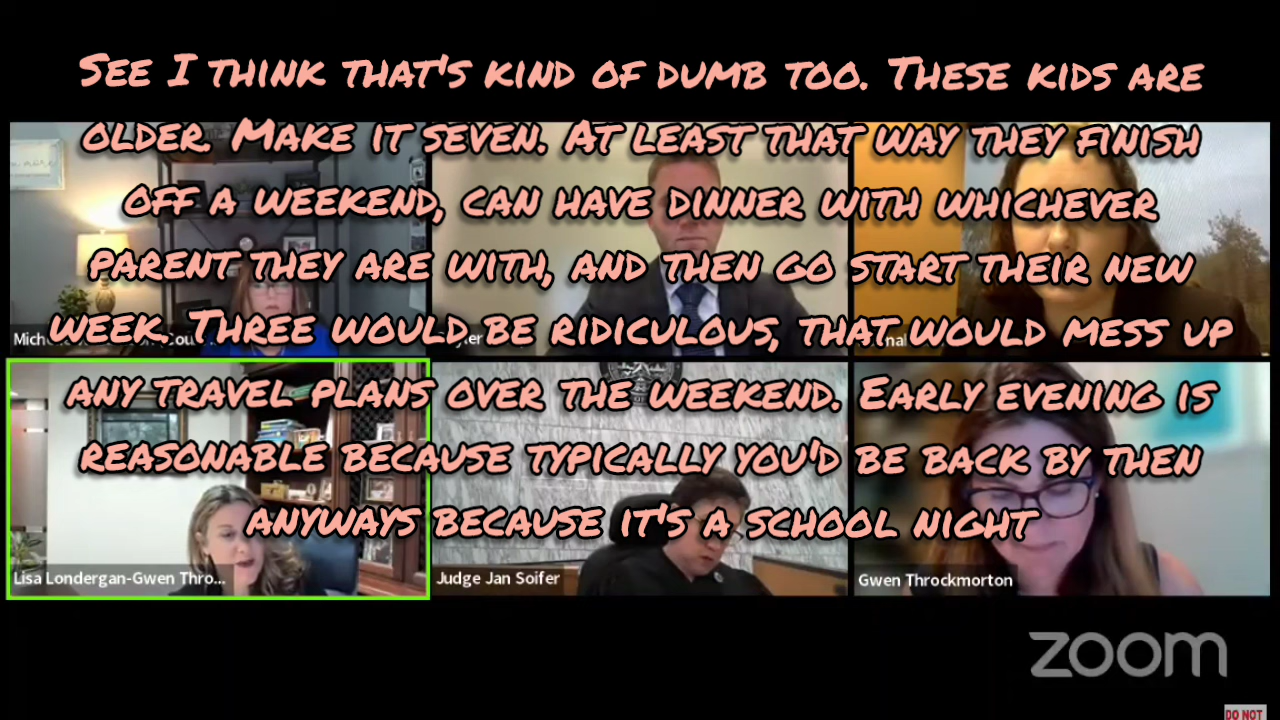 See I think that's kind of dumb too. These kids are
older. Make it seven. At least that way they finish
off a weekend, can have dinner with whichever
parent they are with, and then go start their new
week. Three would be ridiculous, that would mess up
any travel plans over the weekend. Early evening is
reasonable because typically you'd be back by then
anyways because it's a school night
Lisa Londergan-Gwen Thro...
Judge Jan Soifer
Gwen Throckmorton
zoom
DO NOT